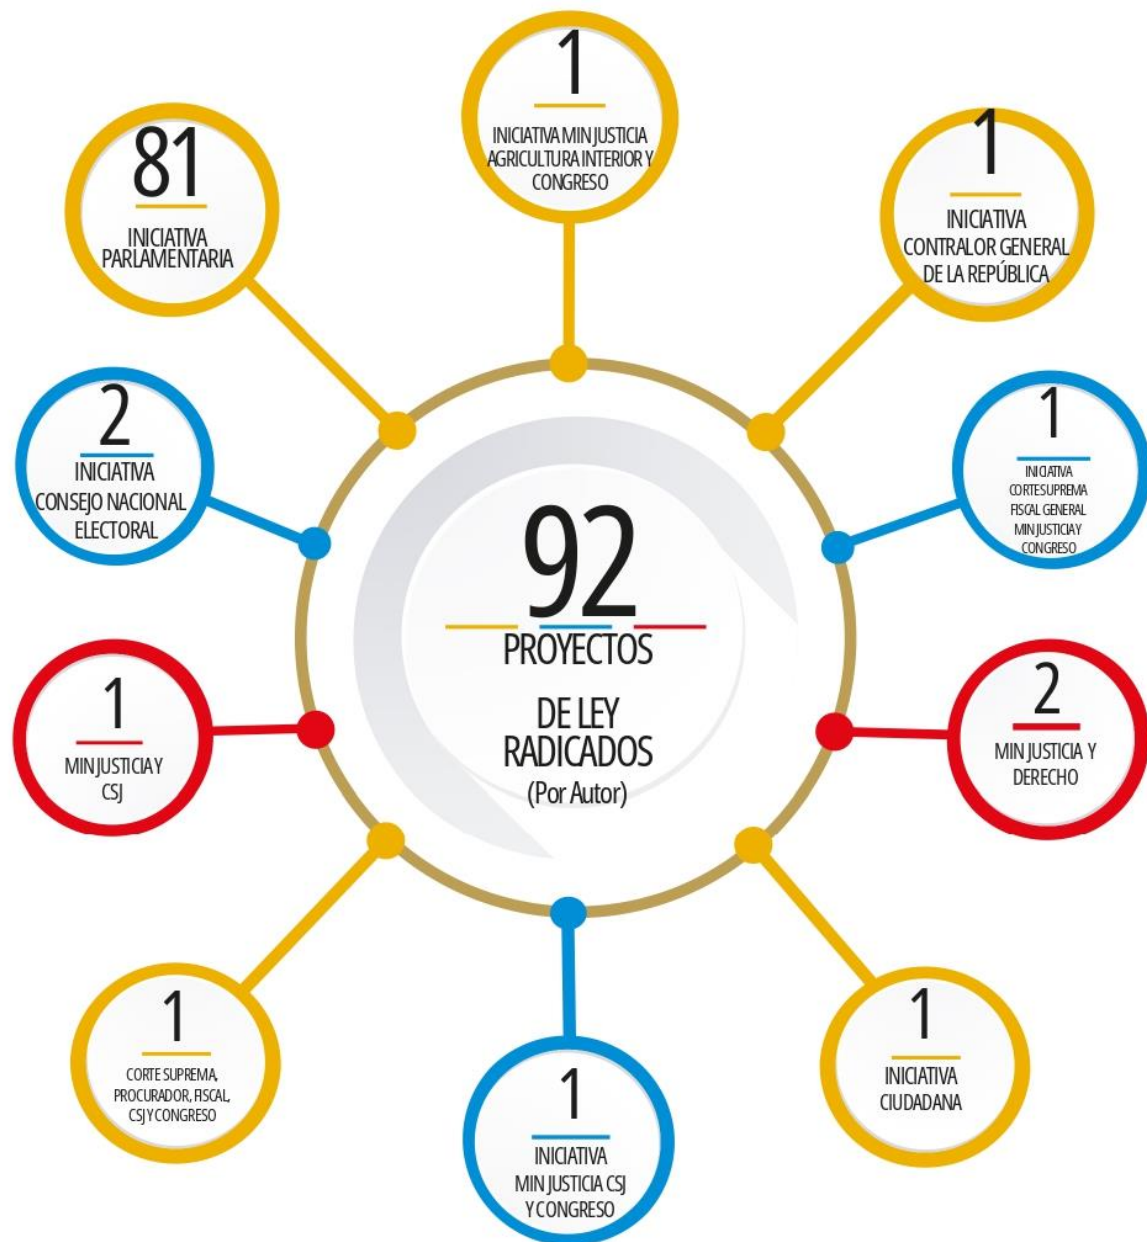 1
INICIATIVA MIN JUSTICIA
AGRICULTURA INTERIOR Y
CONGRESO
81
INICIATIVA
PARLAMENTARIA
1
INICIATIVA
CONTRALOR GENERAL
DE LA REPÚBLICA
2
INICIATIVA
CONSEJO NACIONAL
ELECTORAL
1
INICIATIVA
CORTE SUPREMA
FISCAL GENERAL
MIN JUSTICIA Y
CONGRESO
92
PROYECTOS
DE LEY
RADICADOS
(Por Autor)
1
MIN JUSTICIA Y
CSJ
2
MIN JUSTICIA Y
DERECHO
1
CORTE SUPREMA,
PROCURADOR, FISCAL,
CSJ Y CONGRESO
1
INICIATIVA
MIN JUSTICIA CSJ
Y CONGRESO
1
INICIATIVA
CIUDADANA